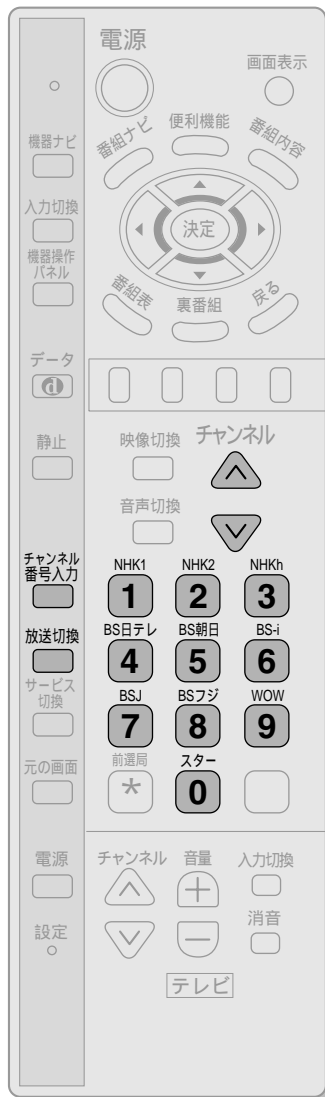 電源
画面表示
機器ナビ
番組ナビ
便利機能
番組内容
入力切換
決定
機器操作
パネル
番組表
裏番組
戻る
データ
d
静止
映像切換
チャンネル
音声切換
チャンネル
番号入力
NHK1
NHK2
NHKh
1
2
3
放送切換
BS日テレ
BS朝日
BS-i
4
5
6
サービス
切換
BSJ
BSフジ
WOW
7
8
9
元の画面
前選局
スター
*
0
電源
チャンネル
音量
入力切換
+
設定
消音
−
テレビ